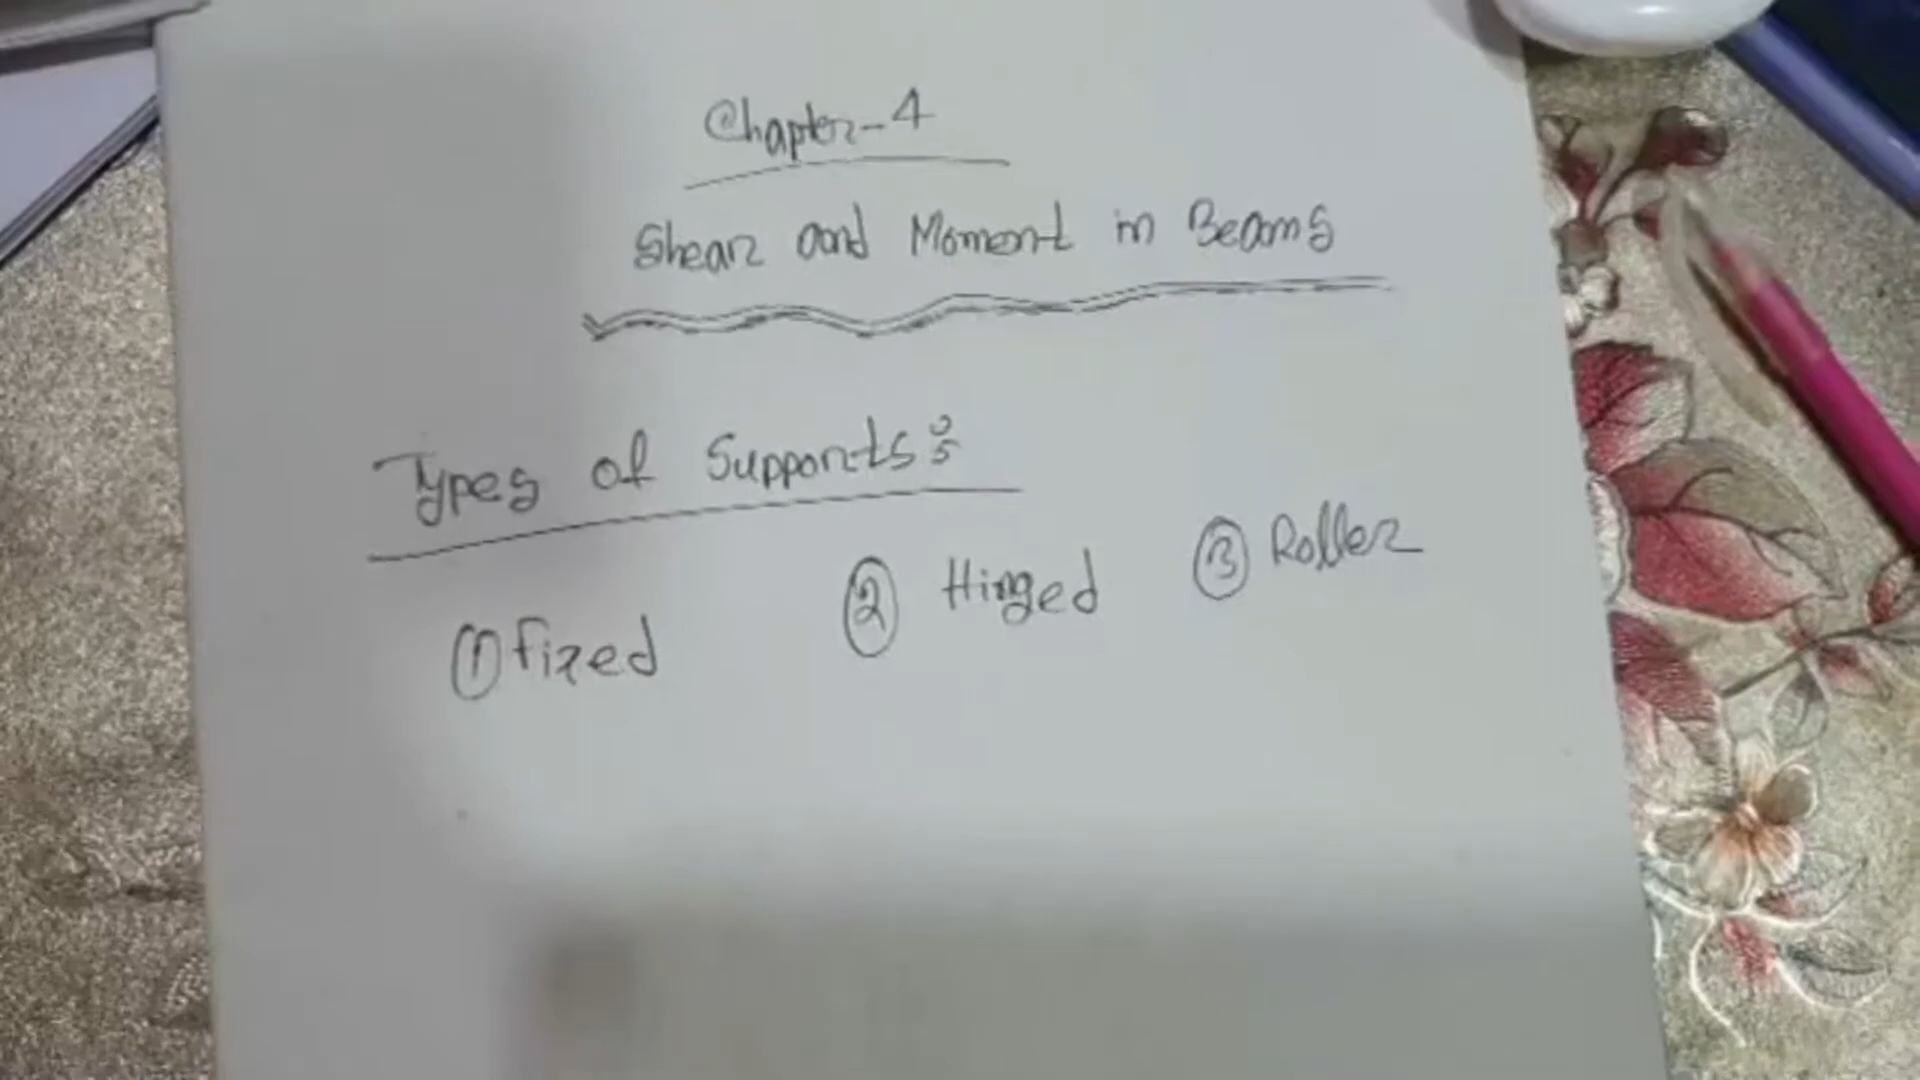 Chapter-4
Shear and Moment in Beams
Types of Supports:
① fixed ② Hinged ③ Roller